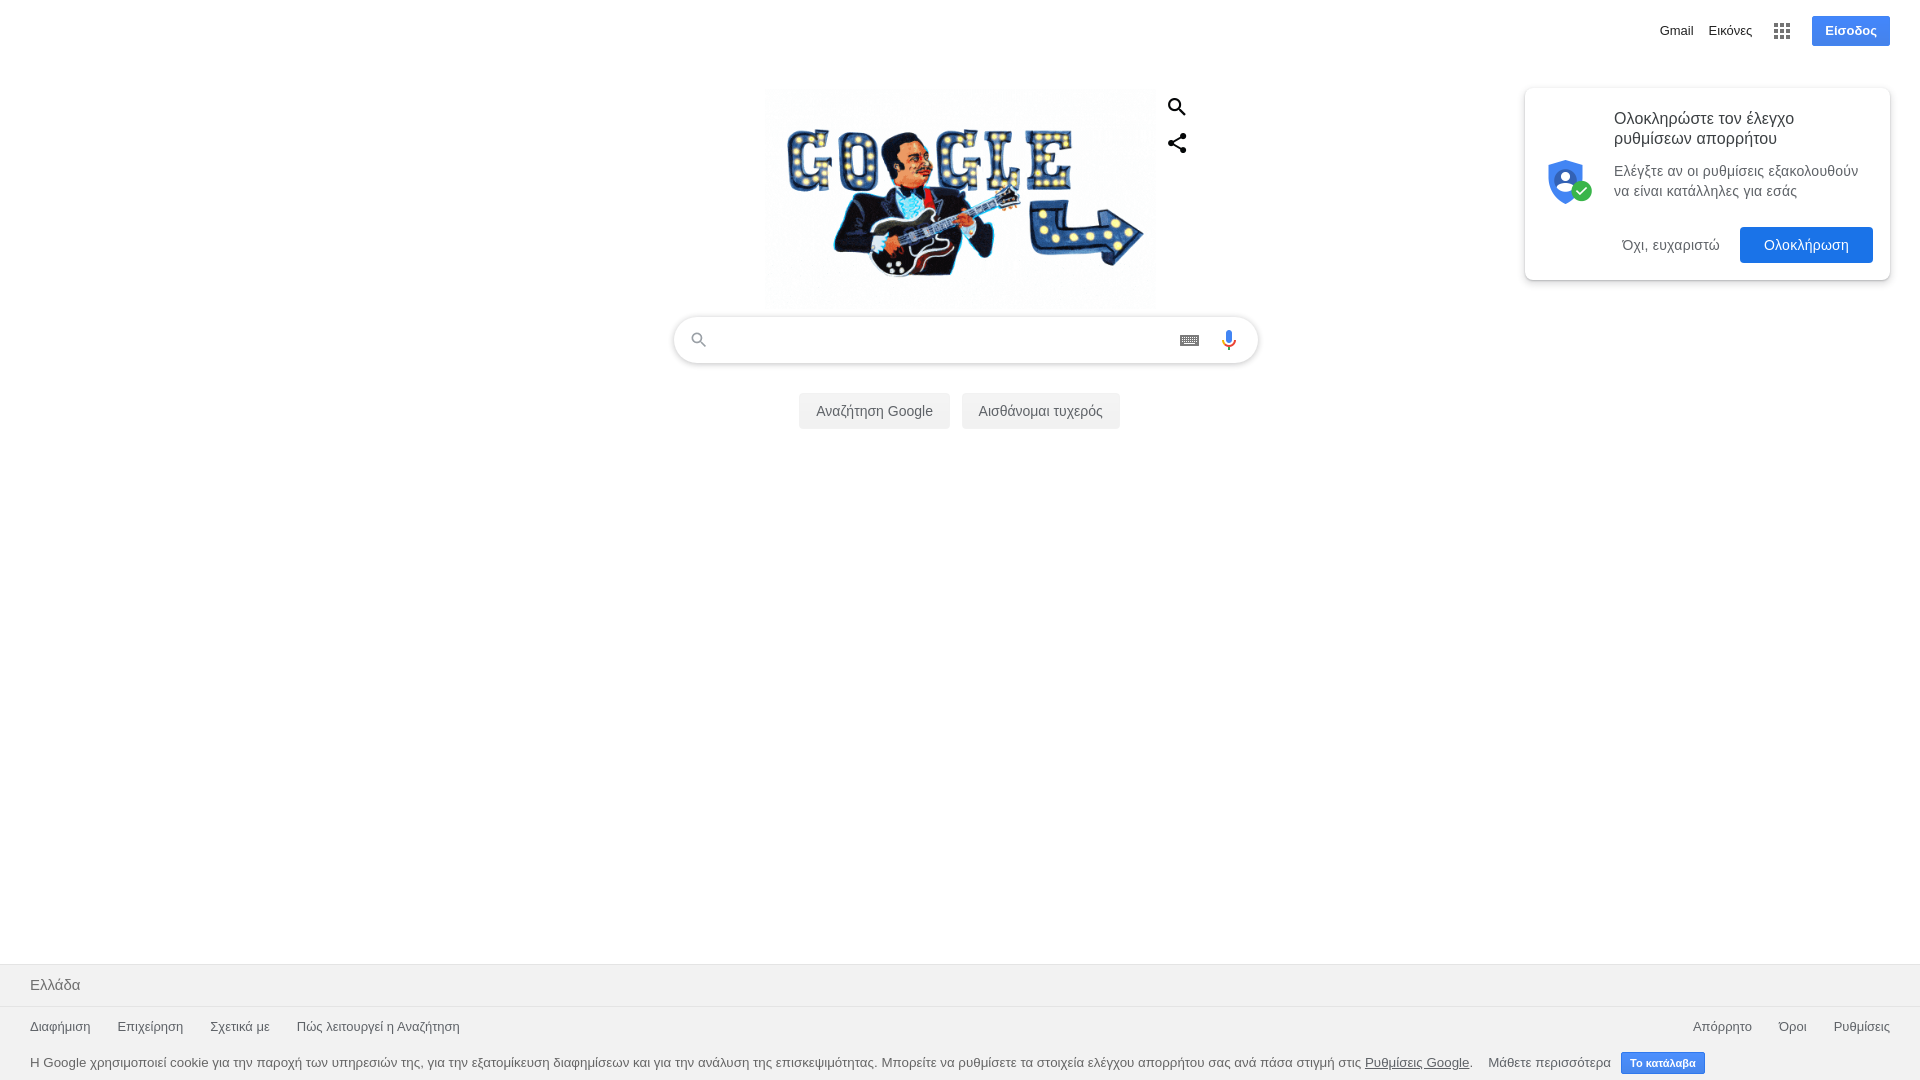 Gmail Εικόνες Είσοδος
GOOGLE
Ολοκληρώστε τον έλεγχο
ρυθμίσεων απορρήτου
Ελέγξτε αν οι ρυθμίσεις εξακολουθούν
να είναι κατάλληλες για εσάς
Όχι, ευχαριστώ Ολοκλήρωση
Αναζήτηση Google Αισθάνομαι τυχερός
Ελλάδα
Διαφήμιση Επιχείρηση Σχετικά με Πώς λειτουργεί η Αναζήτηση Απόρρητο Όροι Ρυθμίσεις
Η Google χρησιμοποιεί cookie για την παροχή των υπηρεσιών της, για την εξατομίκευση διαφημίσεων και για την ανάλυση της επισκεψιμότητας. Μπορείτε να ρυθμίσετε τα στοιχεία ελέγχου απορρήτου σας ανά πάσα στιγμή στις Ρυθμίσεις Google. Μάθετε περισσότερα Το κατάλαβα